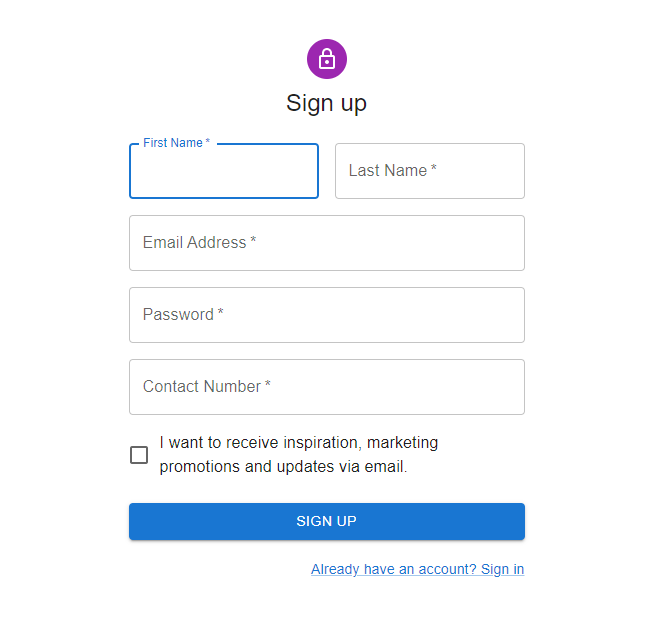 Sign up
First Name *
Last Name *
Email Address *
Password *
Contact Number *
I want to receive inspiration, marketing
promotions and updates via email.
SIGN UP
Already have an account? Sign in